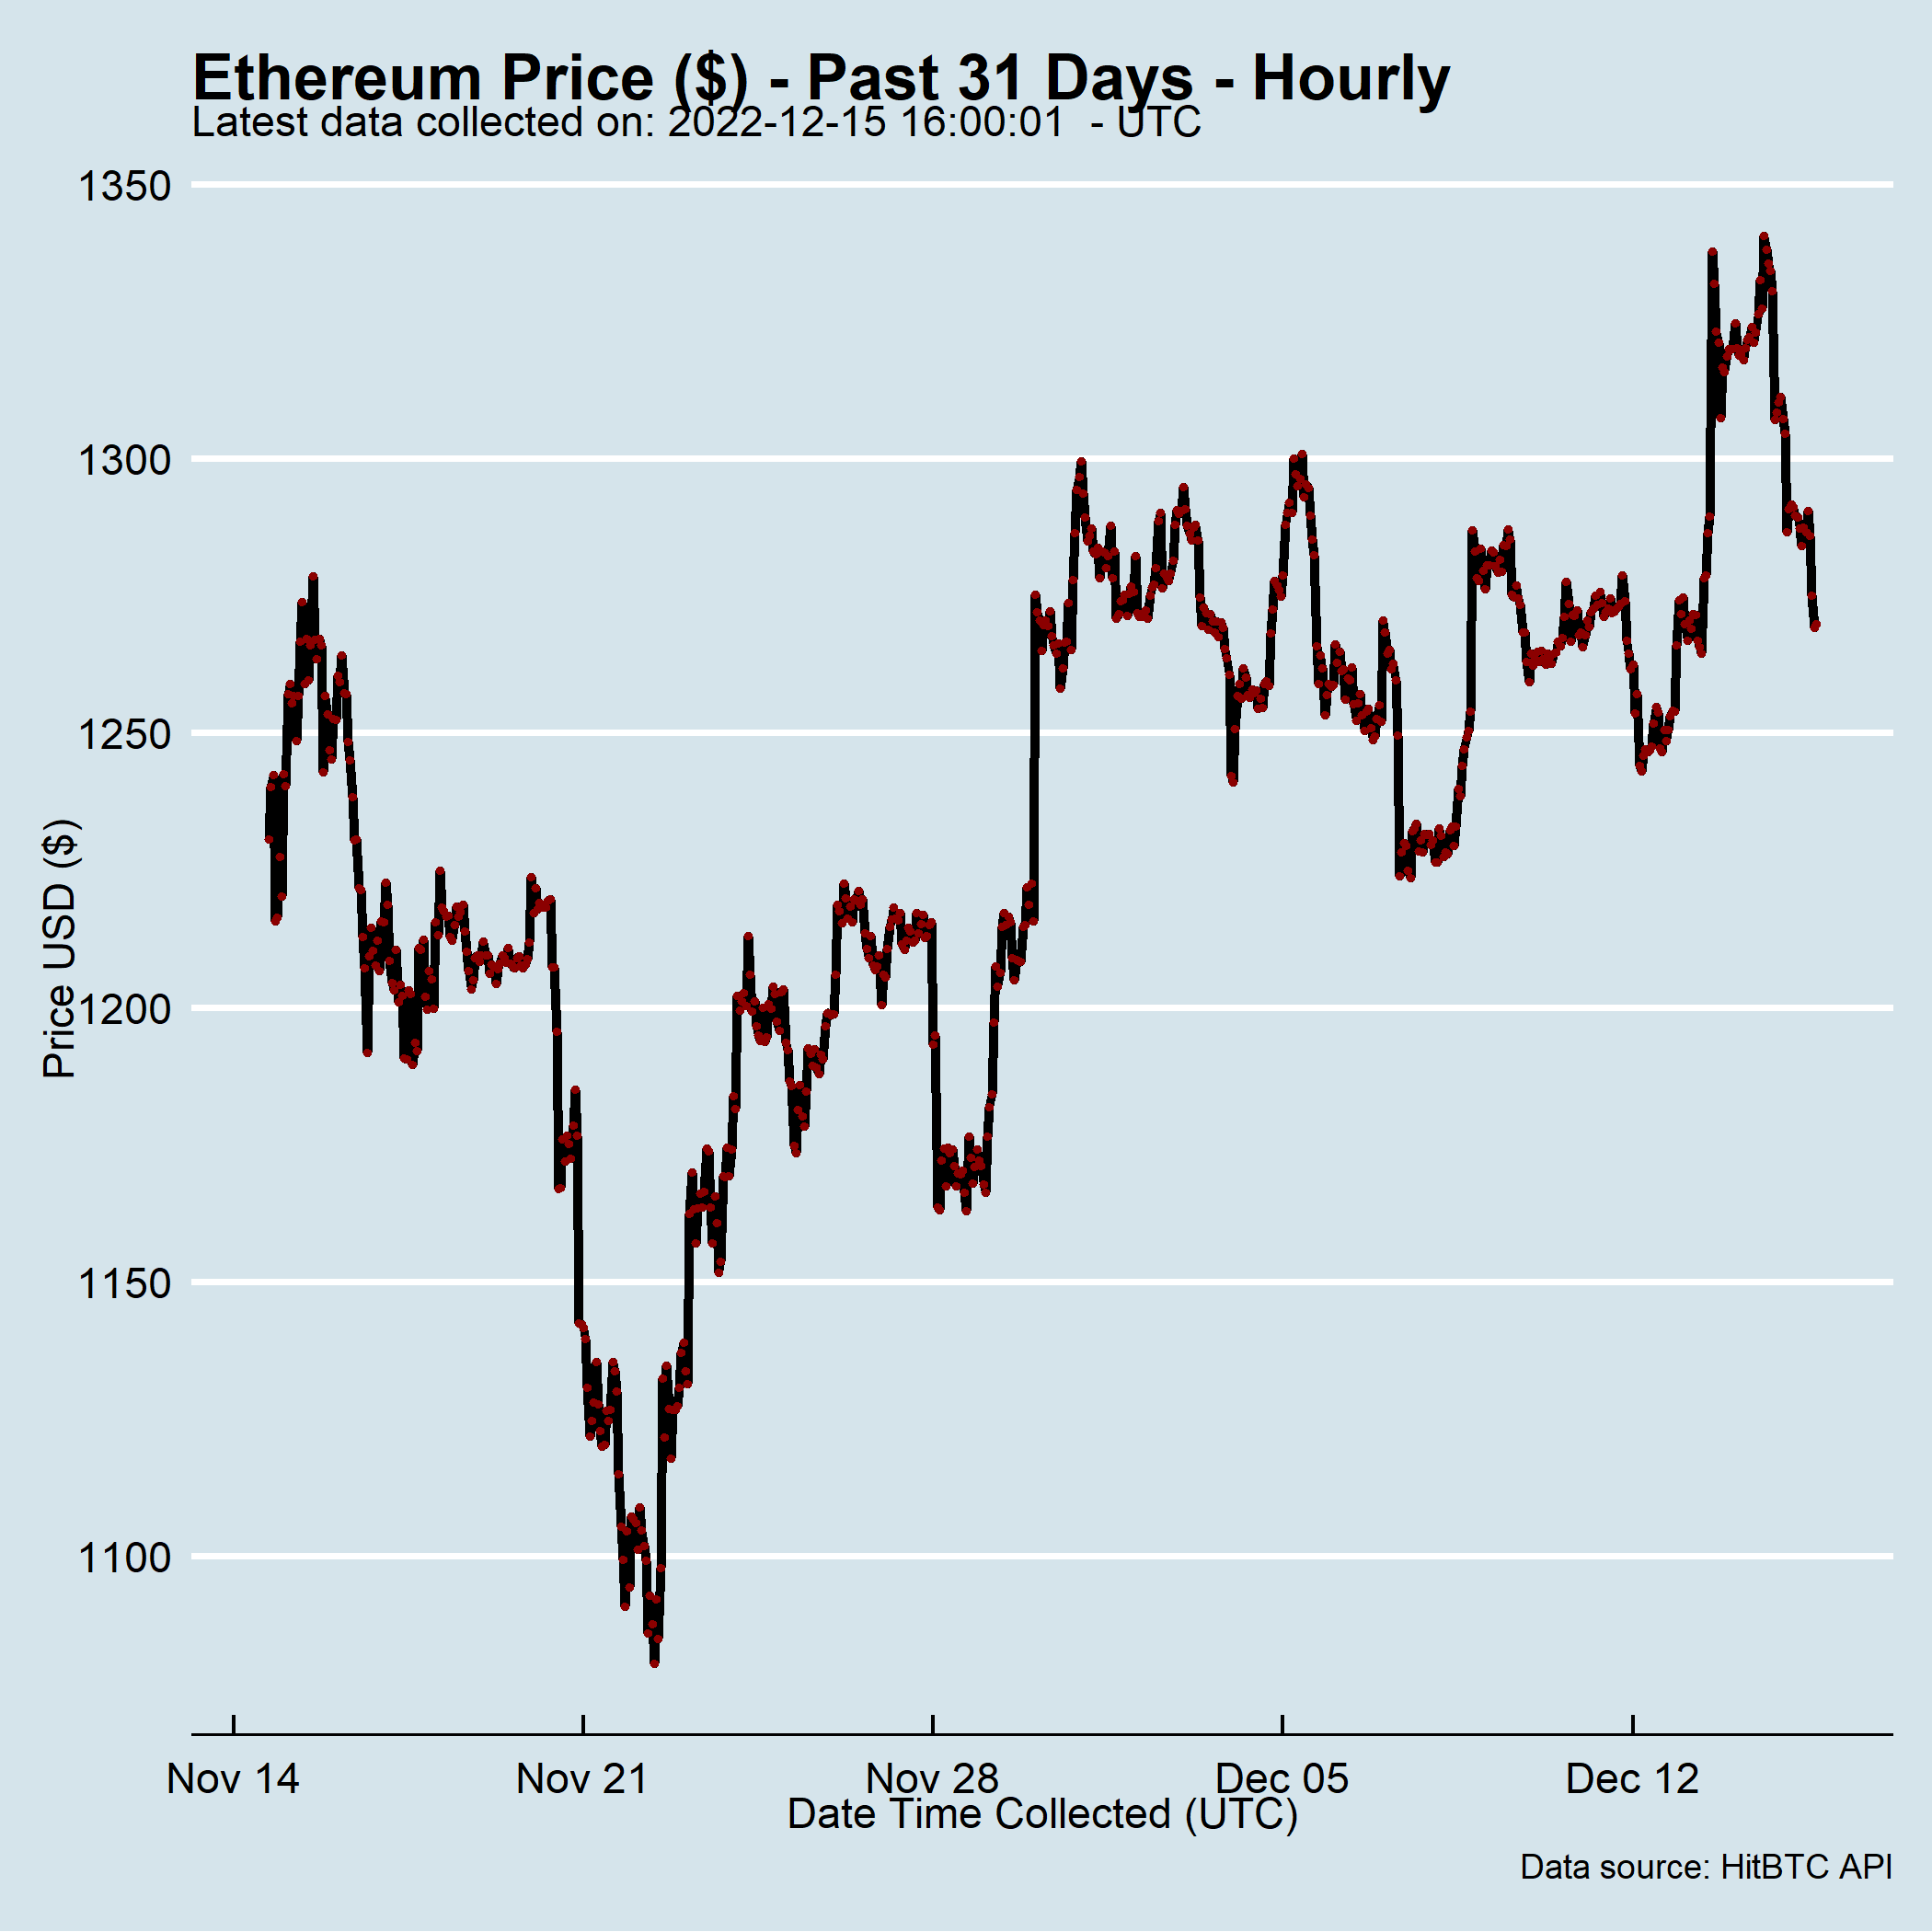 Ethereum Price ($) - Past 31 Days - Hourly
Latest data collected on: 2022-12-15 16:00:01  - UTC
1350
1300
1250
1200
1150
1100
Price USD ($)
Nov 14
Nov 21
Nov 28
Dec 05
Dec 12
Date Time Collected (UTC)
Data source: HitBTC API